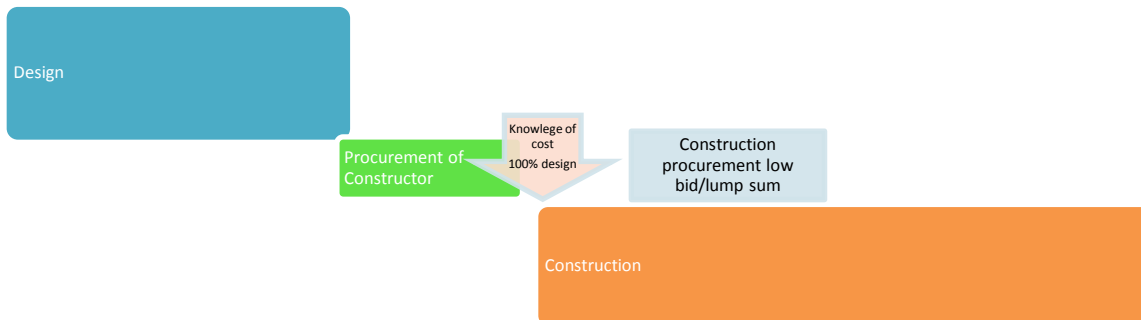 Design
Knowlege of
cost
100% design
Procurement of
Constructor
Construction
procurement low
bid/lump sum
Construction